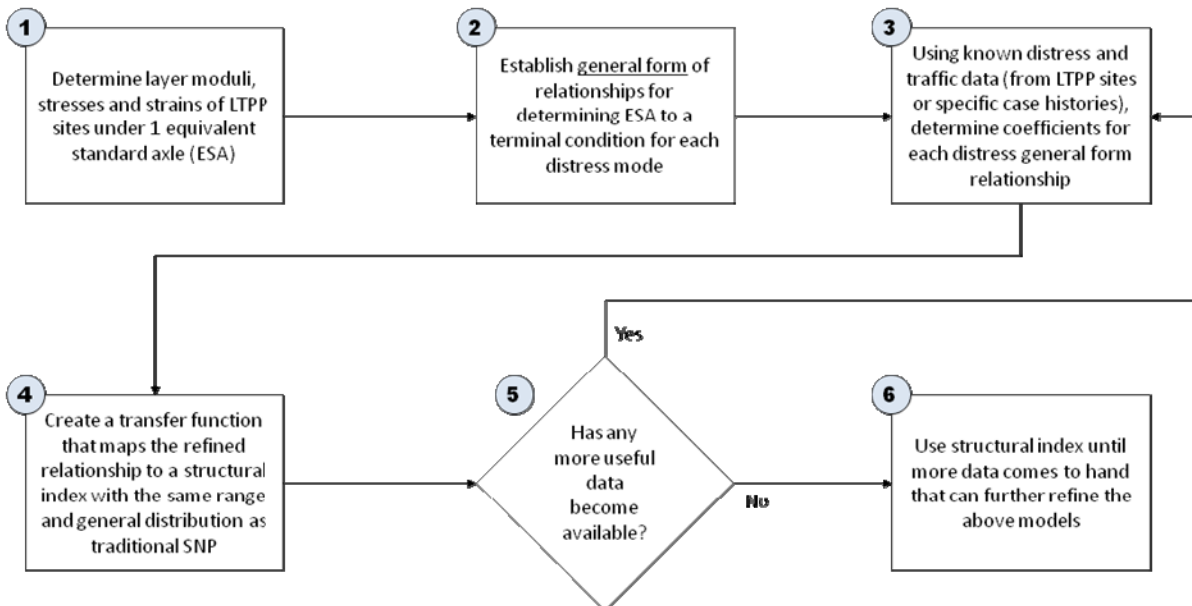 1
Determine layer moduli,
stresses and strains of LTPP
sites under 1 equivalent
standard axle (ESA)
2
Establish general form of
relationships for
determining ESA to a
terminal condition for each
distress mode
3
Using known distress and
traffic data (from LTPP sites
or specific case histories),
determine coefficients for
each distress general form
relationship
4
Create a transfer function
that maps the refined
relationship to a structural
index with the same range
and general distribution as
traditional SNP
5
Has any
more useful
data
become
available?
Yes
No
6
Use structural index until
more data comes to hand
that can further refine the
above models